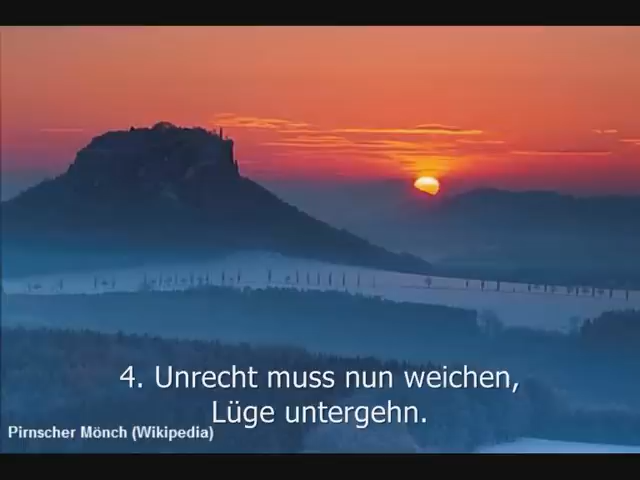 4. Unrecht muss nun weichen,
Lüge untergehn.
Pirnscher Mönch (Wikipedia)